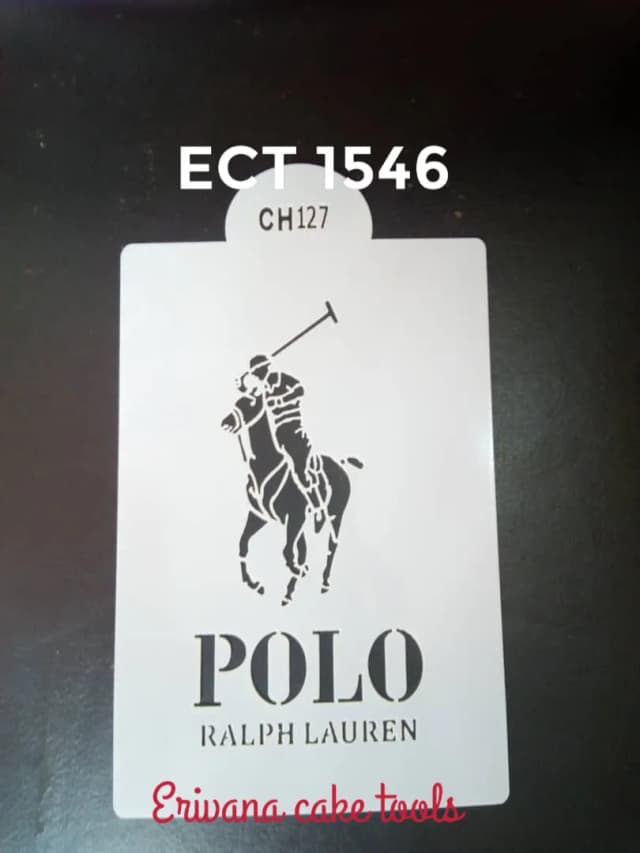 ECT 1546
CH127
POLO
RALPH LAUREN
Erivana cake tools